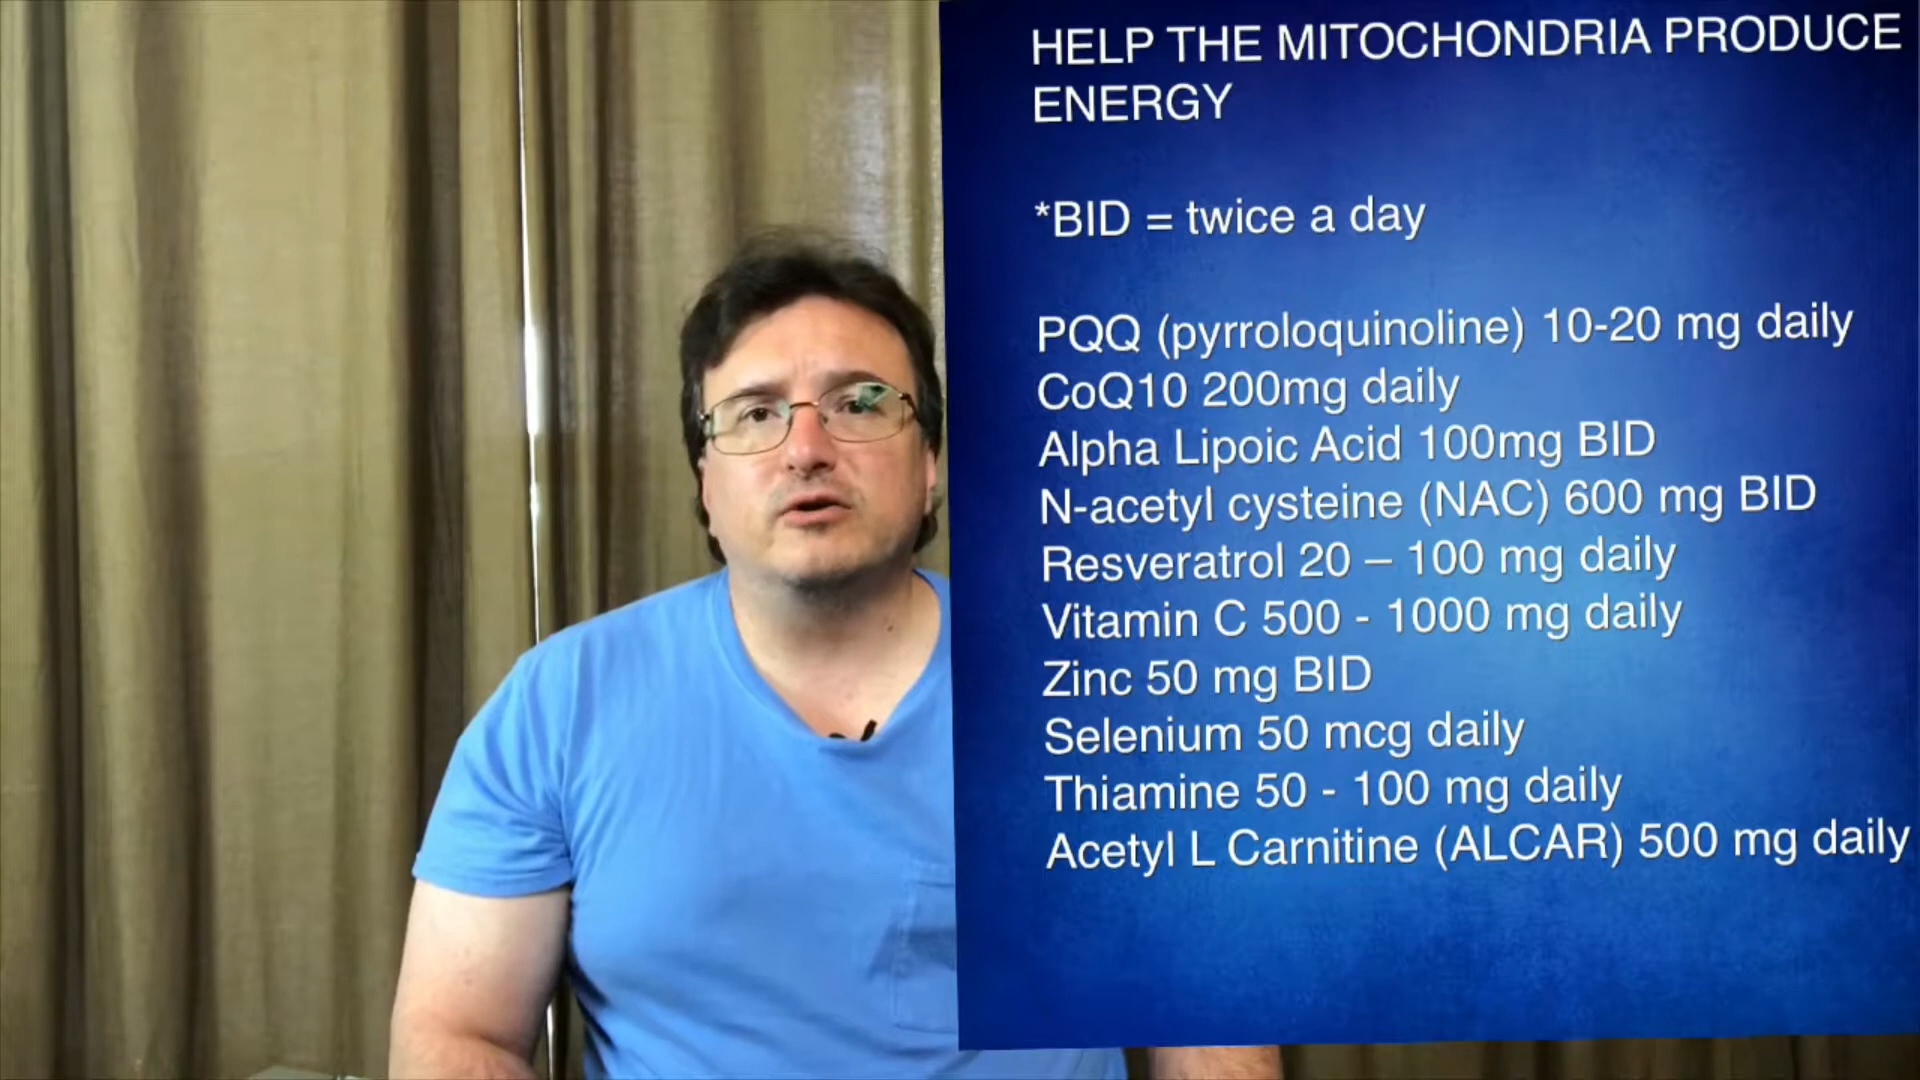 HELP THE MITOCHONDRIA PRODUCE
ENERGY
*BID = twice a day
PQQ (pyrroloquinoline) 10-20 mg daily
CoQ10 200mg daily
Alpha Lipoic Acid 100mg BID
N-acetyl cysteine (NAC) 600 mg BID
Resveratrol 20 – 100 mg daily
Vitamin C 500 - 1000 mg daily
Zinc 50 mg BID
Selenium 50 mcg daily
Thiamine 50 - 100 mg daily
Acetyl L Carnitine (ALCAR) 500 mg daily